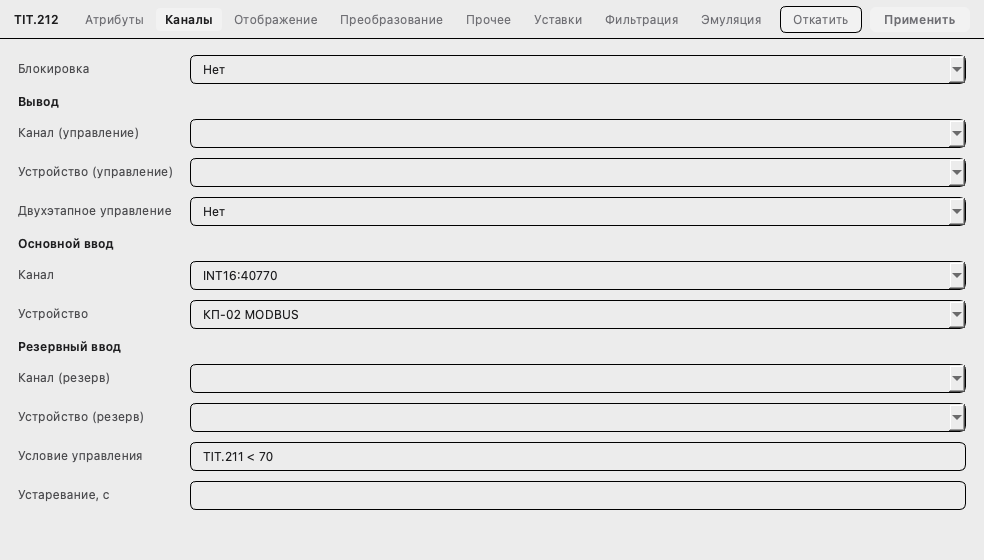 TIT.212 Атрибуты Каналы Отображение Преобразование Прочее Уставки Фильтрация Эмуляция Откатить Применить
Блокировка Нет
Вывод
Канал (управление)
Устройство (управление)
Двухэтапное управление Нет
Основной ввод
Канал INT16:40770
Устройство КП-02 MODBUS
Резервный ввод
Канал (резерв)
Устройство (резерв)
Условие управления TIT.211 < 70
Устаревание, с